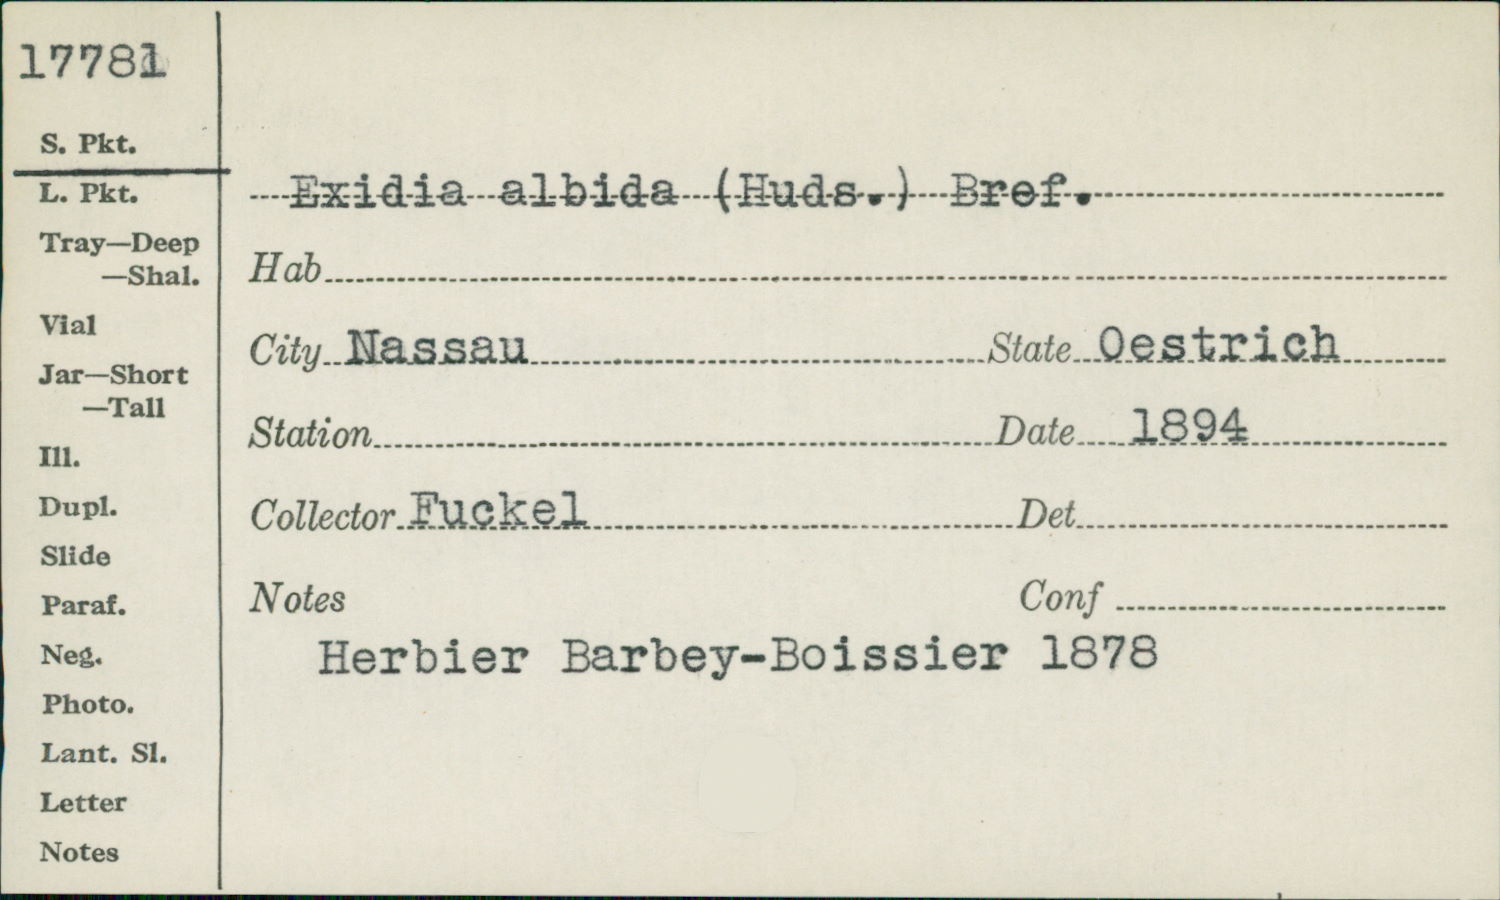 17781
S. Pkt.
L. Pkt.
Tray—Deep
—Shal.
Vial
Jar—Short
—Tall
Ill.
Dupl.
Slide
Paraf.
Neg.
Photo.
Lant. Sl.
Letter
Notes
Exidia albida (Huds.) Bref.
Hab
City Nassau State Oestrich
Station Date 1894
Collector Fuckel Det
Notes Conf
Herbier Barbey-Boissier 1878